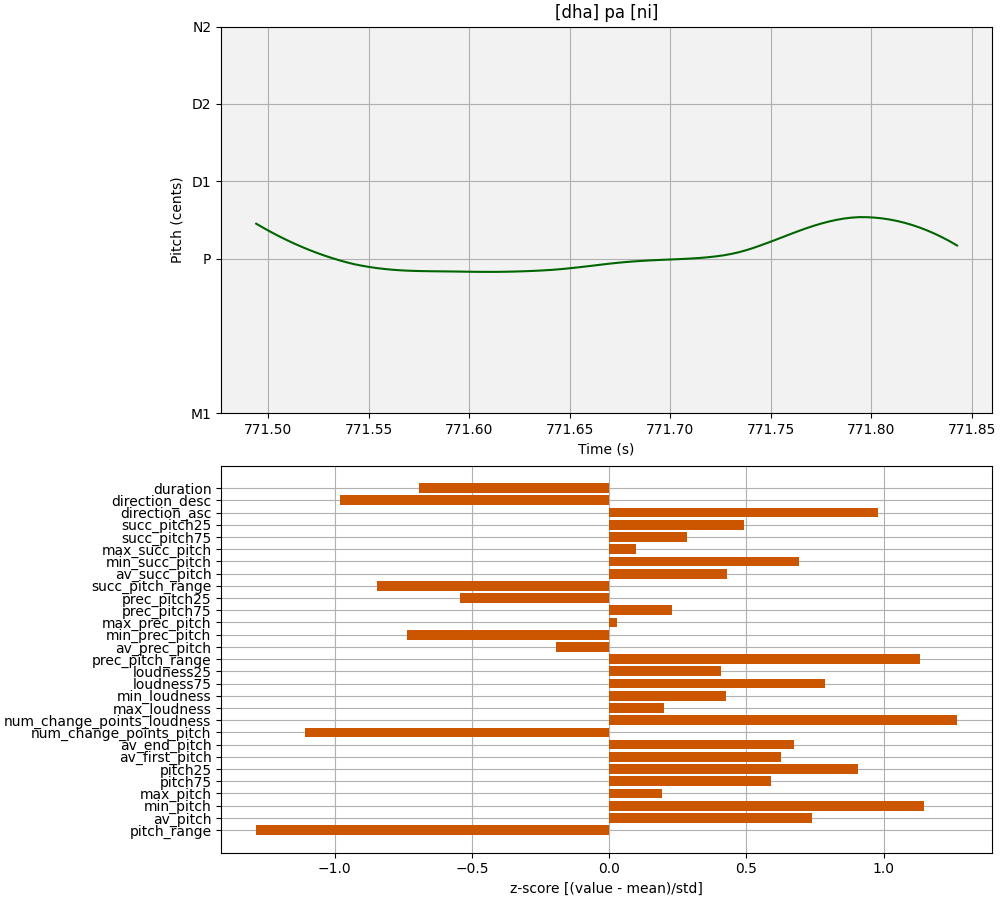 [dha] pa [ni]
N2
D2
D1
P
M1
Pitch (cents)
771.50 771.55 771.60 771.65 771.70 771.75 771.80 771.85
Time (s)
duration
direction_desc
direction_asc
succ_pitch25
succ_pitch75
max_succ_pitch
min_succ_pitch
av_succ_pitch
succ_pitch_range
prec_pitch25
prec_pitch75
max_prec_pitch
min_prec_pitch
av_prec_pitch
prec_pitch_range
loudness25
loudness75
min_loudness
max_loudness
num_change_points_loudness
num_change_points_pitch
av_end_pitch
av_first_pitch
pitch25
pitch75
max_pitch
min_pitch
av_pitch
pitch_range
−1.0 −0.5 0.0 0.5 1.0
z-score [(value - mean)/std]